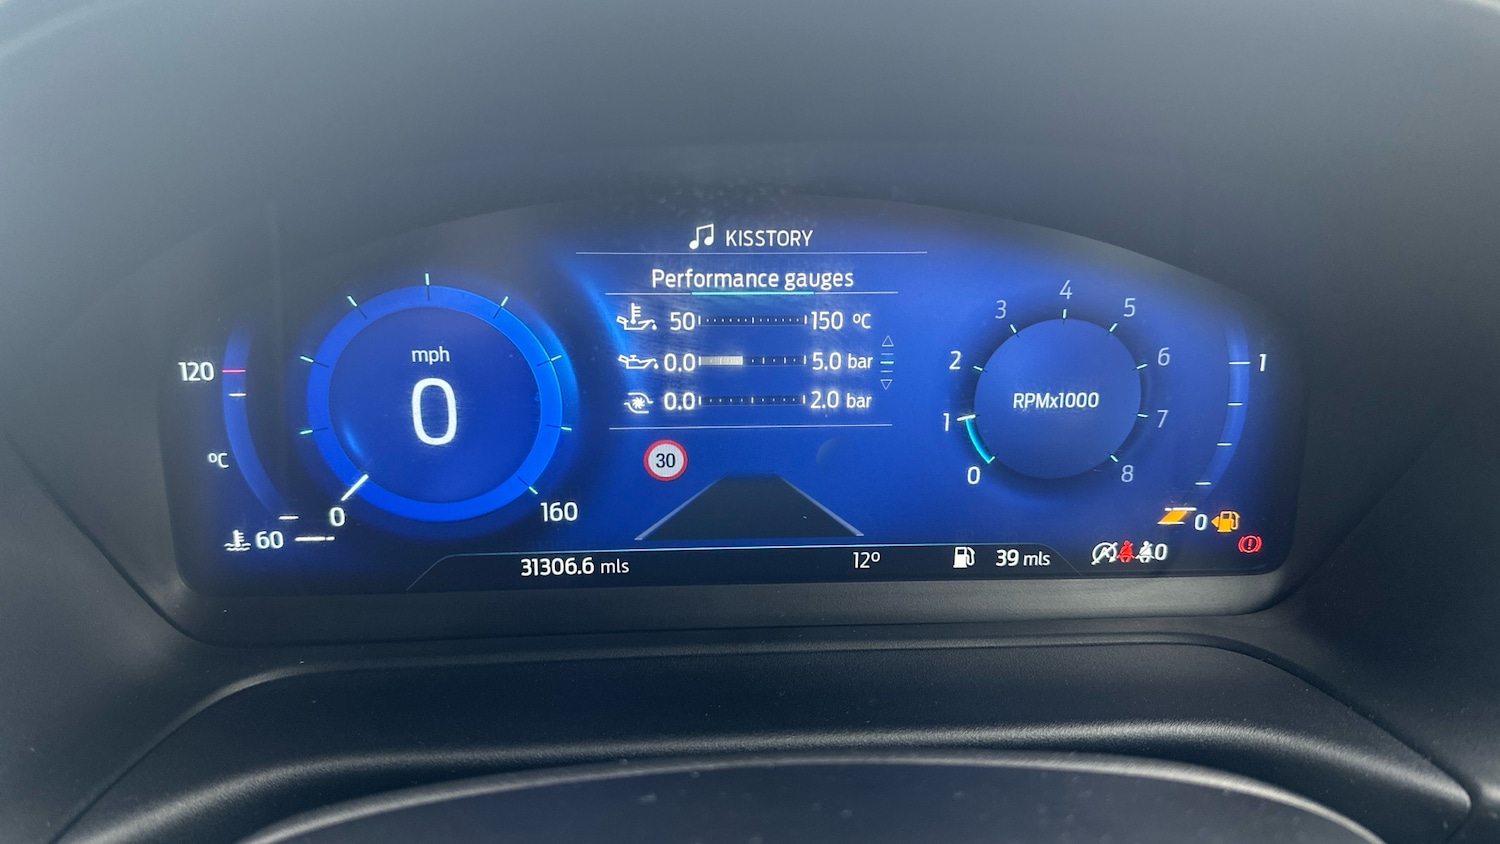 KISSTORY
Performance gauges
50 150 ºC
0.0 5.0 bar
0.0 2.0 bar
30
120
ºC
60
mph
0
0
160
0
1
2
3
4
5
6
7
8
RPMx1000
1
0
31306.6 mls
12º
39 mls
0